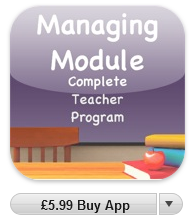 Managing
Module
Complete
Teacher
Program
£5.99 Buy App